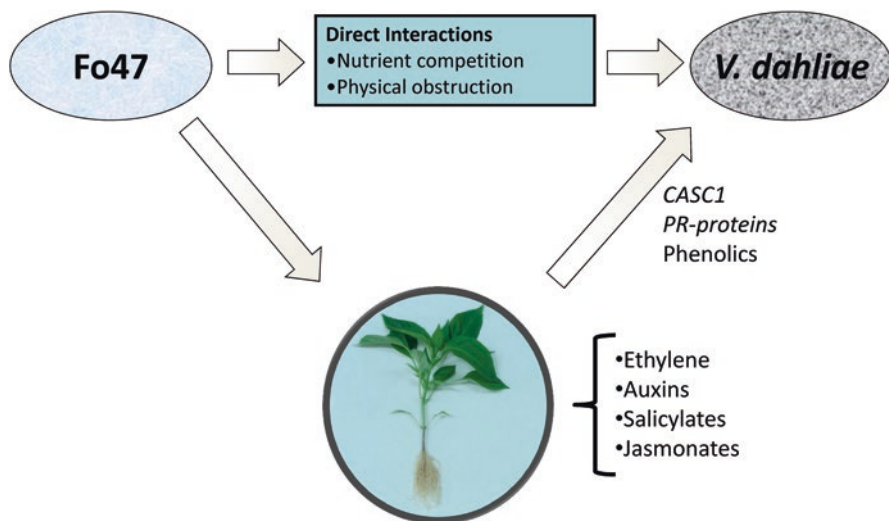 Fo47
Direct Interactions
•Nutrient competition
•Physical obstruction
V. dahliae
CASC1
PR-proteins
Phenolics
•Ethylene
•Auxins
•Salicylates
•Jasmonates